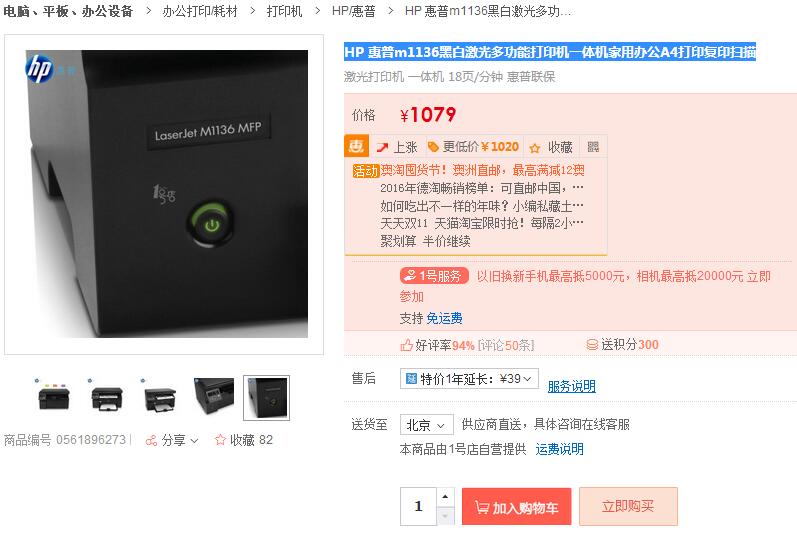 电脑、平板、办公设备 > 办公打印/耗材 > 打印机 > HP/惠普 > HP 惠普m1136黑白激光多功…
hp 惠普
LaserJet M1136 MFP
1号店
HP 惠普m1136黑白激光多功能打印机一体机家用办公A4打印复印扫描
激光打印机 一体机 18页/分钟 惠普联保
价格 ¥1079
惠 上涨 更低价¥1020 收藏
活动 澳淘囤货节！澳洲直邮，最高满减12澳
2016年德淘畅销榜单：可直邮中国，…
如何吃出不一样的年味？小编私藏土…
天天双11 天猫淘宝限时抢！每隔2小…
聚划算 半价继续
1号服务 以旧换新手机最高抵5000元，相机最高抵20000元 立即
参加
支持 免运费
好评率94% [评论50条] 送积分300
售后 延 特价1年延长：¥39 服务说明
送货至 北京 供应商直送，具体咨询在线客服
本商品由1号店自营提供 运费说明
1 加入购物车 立即购买
商品编号 0561896273 分享 收藏 82